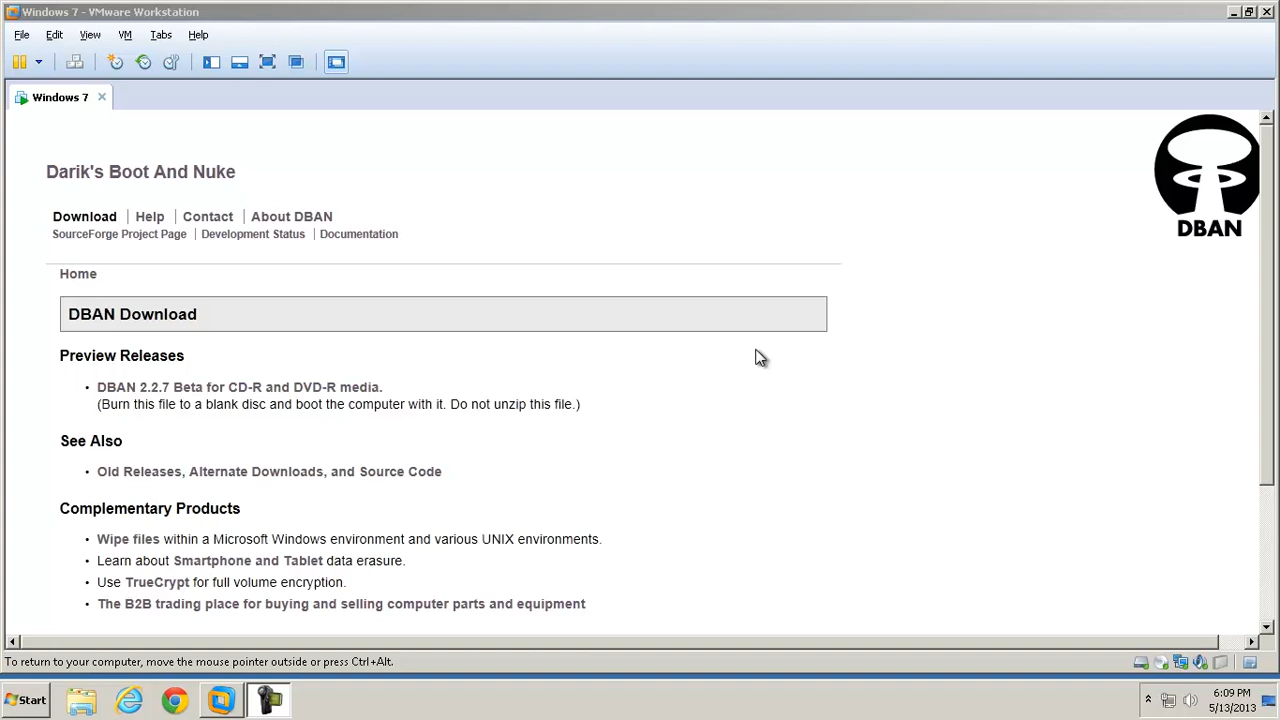 Windows 7 - VMware Workstation
File Edit View VM Tabs Help
Windows 7
DBAN
Darik's Boot And Nuke
Download | Help | Contact | About DBAN
SourceForge Project Page | Development Status | Documentation
Home
DBAN Download
Preview Releases
• DBAN 2.2.7 Beta for CD-R and DVD-R media.
(Burn this file to a blank disc and boot the computer with it. Do not unzip this file.)
See Also
• Old Releases, Alternate Downloads, and Source Code
Complementary Products
• Wipe files within a Microsoft Windows environment and various UNIX environments.
• Learn about Smartphone and Tablet data erasure.
• Use TrueCrypt for full volume encryption.
• The B2B trading place for buying and selling computer parts and equipment
To return to your computer, move the mouse pointer outside or press Ctrl+Alt.
Start
6:09 PM
5/13/2013